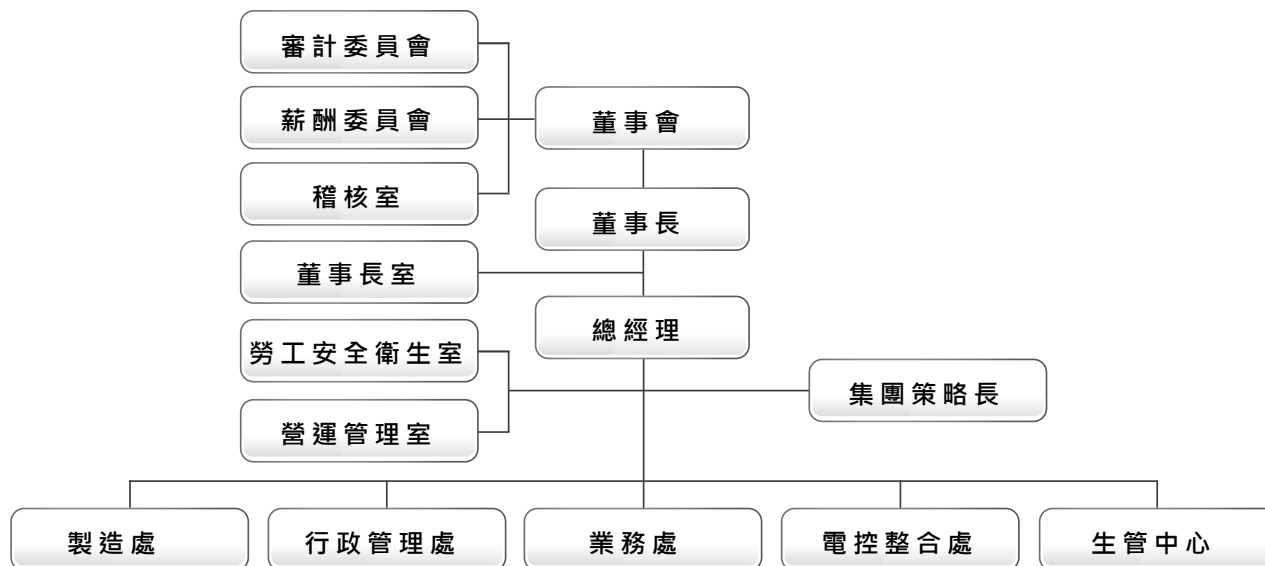 審計委員會
薪酬委員會
董事會
稽核室
董事長
董事長室
總經理
勞工安全衛生室
集團策略長
營運管理室
製造處
行政管理處
業務處
電控整合處
生管中心